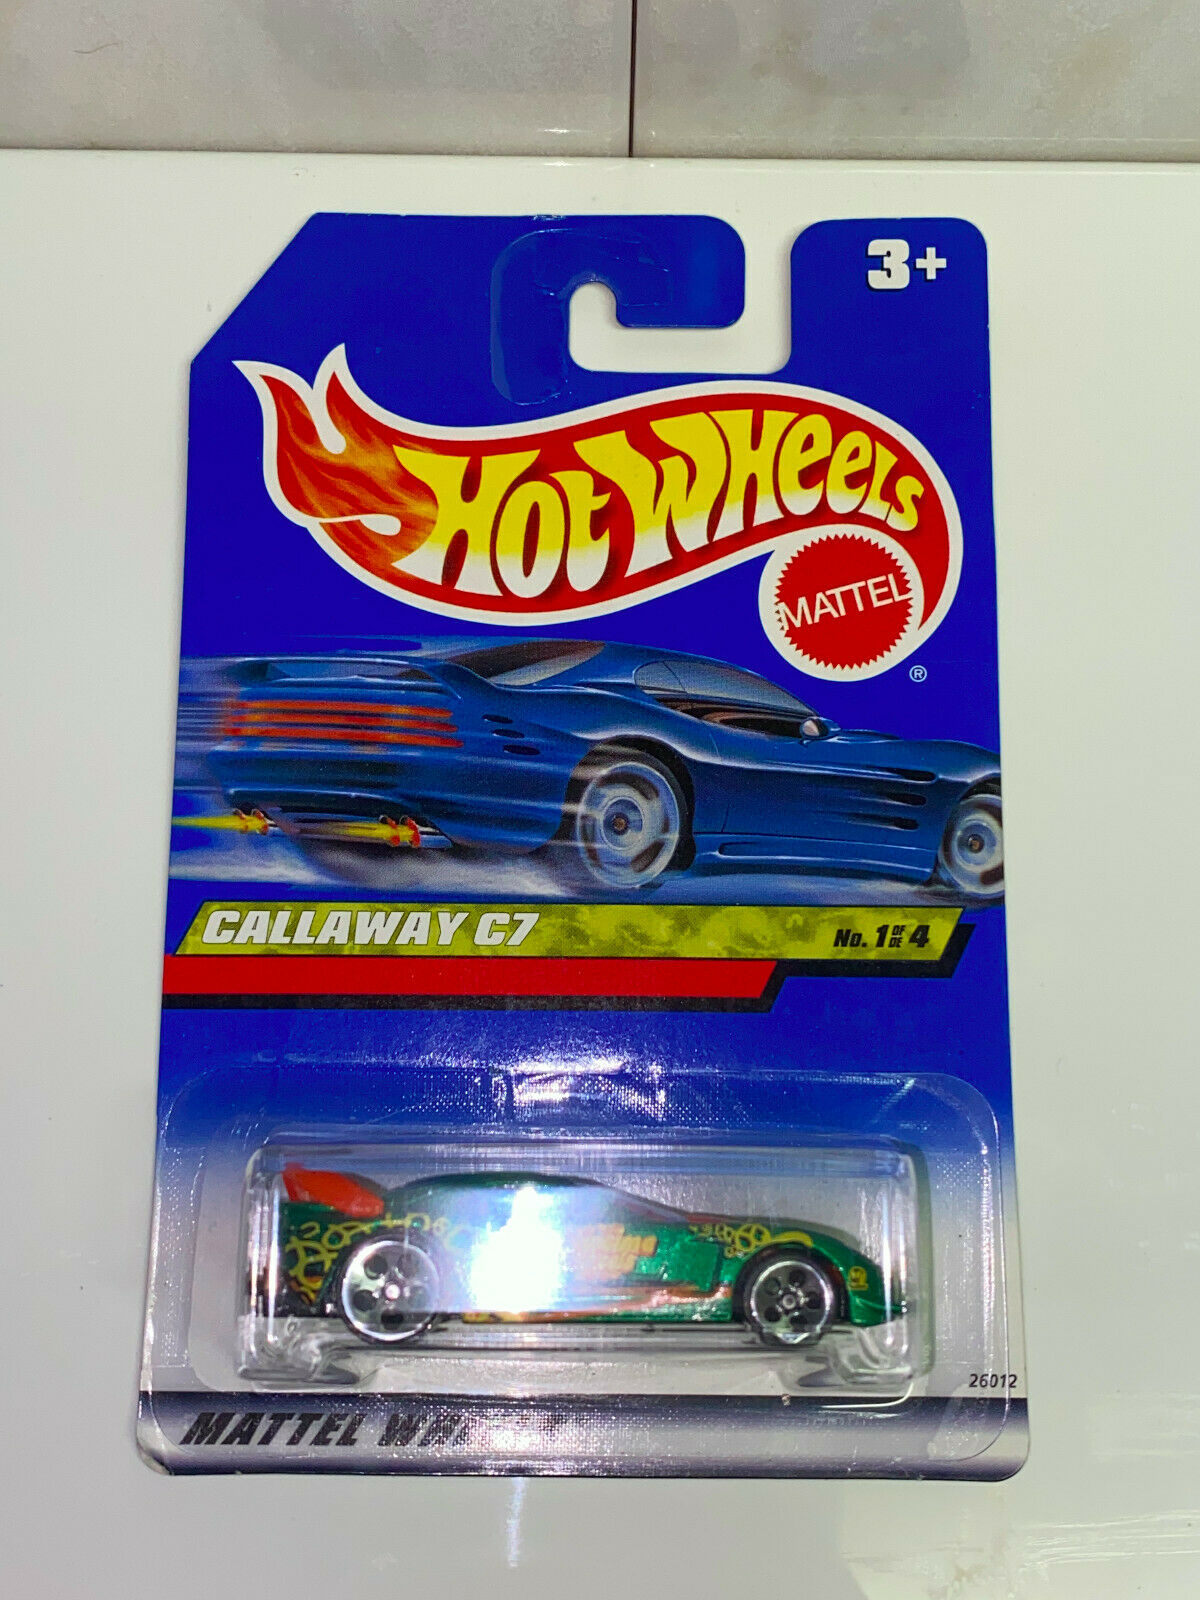 3+
HOT WHEELS
MATTEL
®
CALLAWAY C7
No. 1 OF DE 4
26012
MATTEL